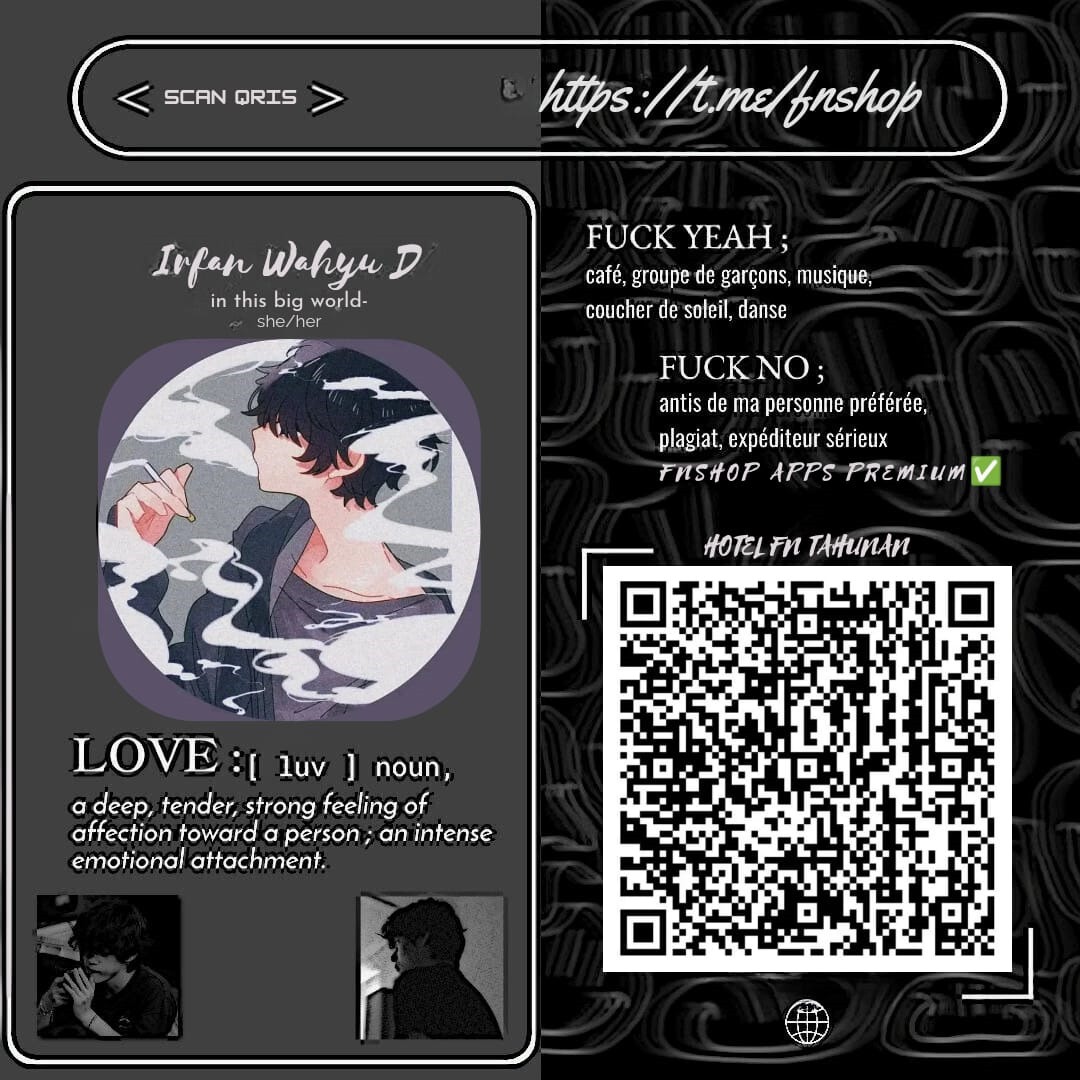 < SCAN QRIS >
https://t.me/fnshop
Irfan Wahyu D
in this big world-
she/her
LOVE :[ luv ] noun,
a deep, tender, strong feeling of
affection toward a person ; an intense
emotional attachment.
FUCK YEAH ;
café, groupe de garçons, musique,
coucher de soleil, danse
FUCK NO ;
antis de ma personne préférée,
plagiat, expéditeur sérieux
FNSHOP APPS PREMIUM✅
HOTEL FN TAHUNAN